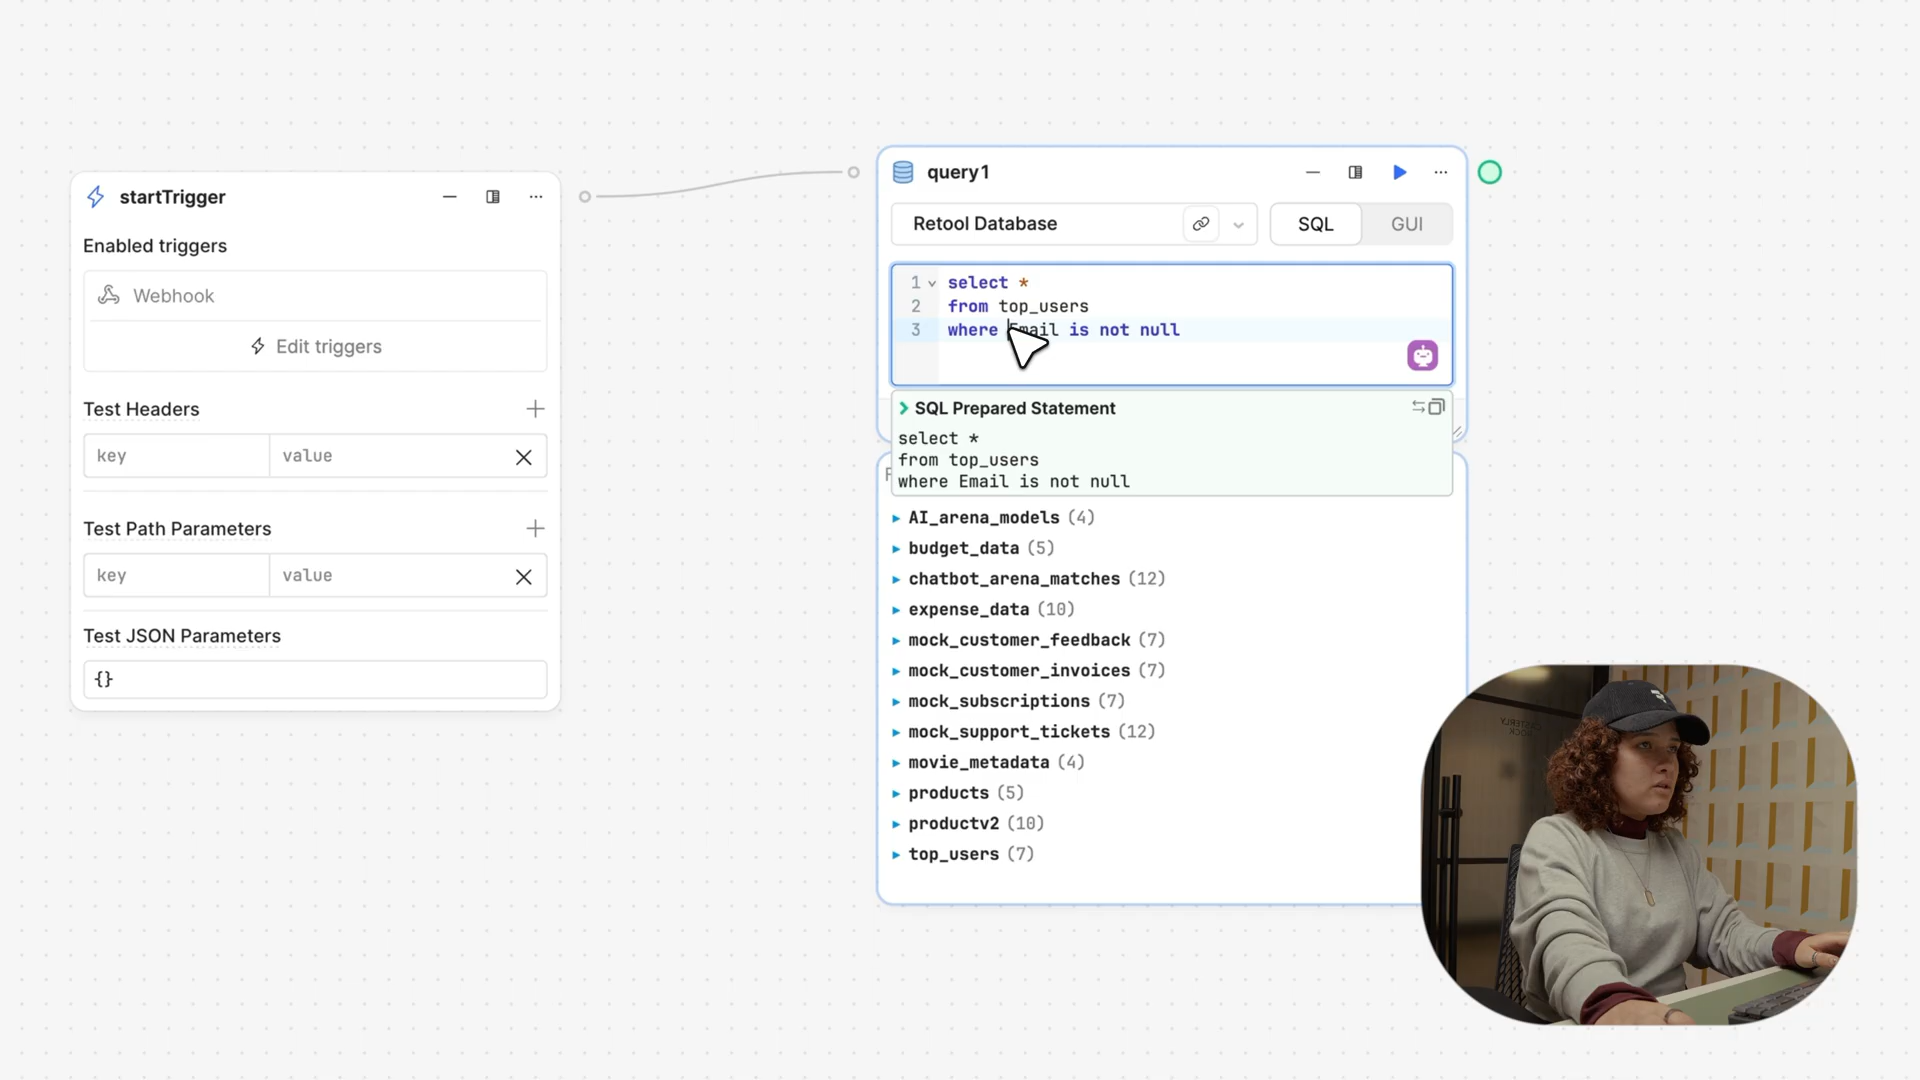 startTrigger
Enabled triggers
Webhook
Edit triggers
Test Headers
key value
Test Path Parameters
key value
Test JSON Parameters
{}
query1
Retool Database
SQL GUI
1 select *
2 from top_users
3 where Email is not null
SQL Prepared Statement
select *
from top_users
where Email is not null
AI_arena_models (4)
budget_data (5)
chatbot_arena_matches (12)
expense_data (10)
mock_customer_feedback (7)
mock_customer_invoices (7)
mock_subscriptions (7)
mock_support_tickets (12)
movie_metadata (4)
products (5)
productv2 (10)
top_users (7)